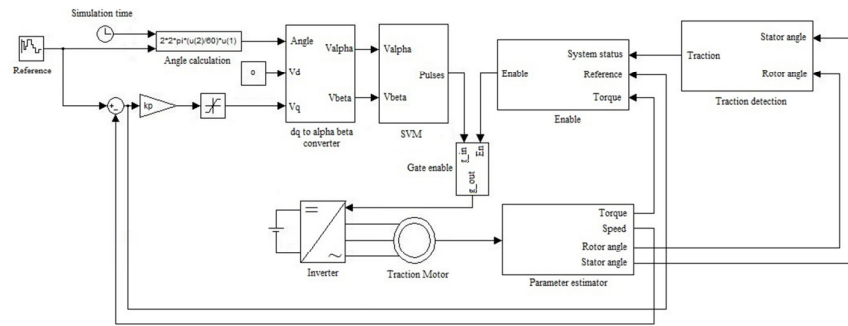 Simulation time
Reference
2*2*pi*(u(2)/60)*u(1)
Angle calculation
0
kp
+
-
Angle
Vd
Vq
Valpha
Vbeta
dq to alpha beta
converter
Valpha
Vbeta
Pulses
SVM
Gate enable
g_in
En
g_out
Enable
System status
Reference
Torque
Enable
Traction
Stator angle
Rotor angle
Traction detection
Inverter
Traction Motor
Torque
Speed
Rotor angle
Stator angle
Parameter estimator